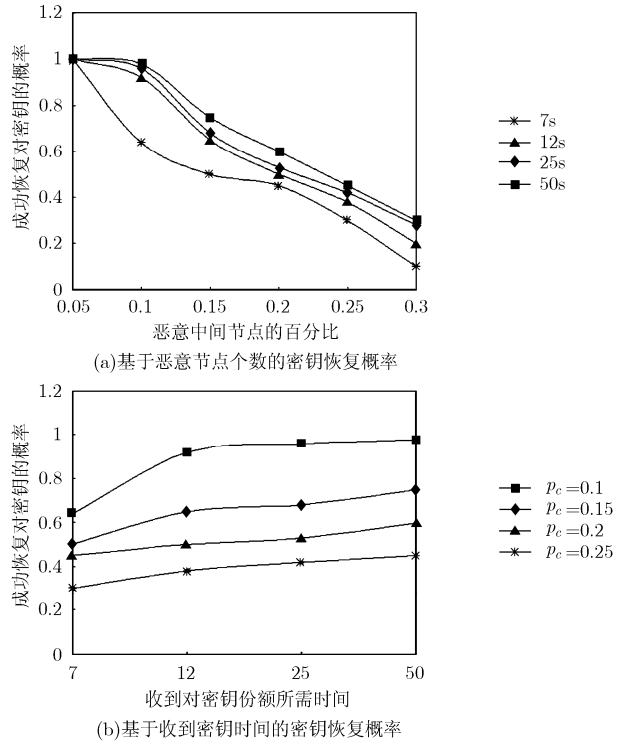 1.2
1
0.8
0.6
0.4
0.2
0
成功恢复对密钥的概率
0.05 0.1 0.15 0.2 0.25 0.3
恶意中间节点的百分比
7s
12s
25s
50s
(a)基于恶意节点个数的密钥恢复概率
1.2
1
0.8
0.6
0.4
0.2
0
成功恢复对密钥的概率
7 12 25 50
收到对密钥份额所需时间
p_c=0.1
p_c=0.15
p_c=0.2
p_c=0.25
(b)基于收到密钥时间的密钥恢复概率